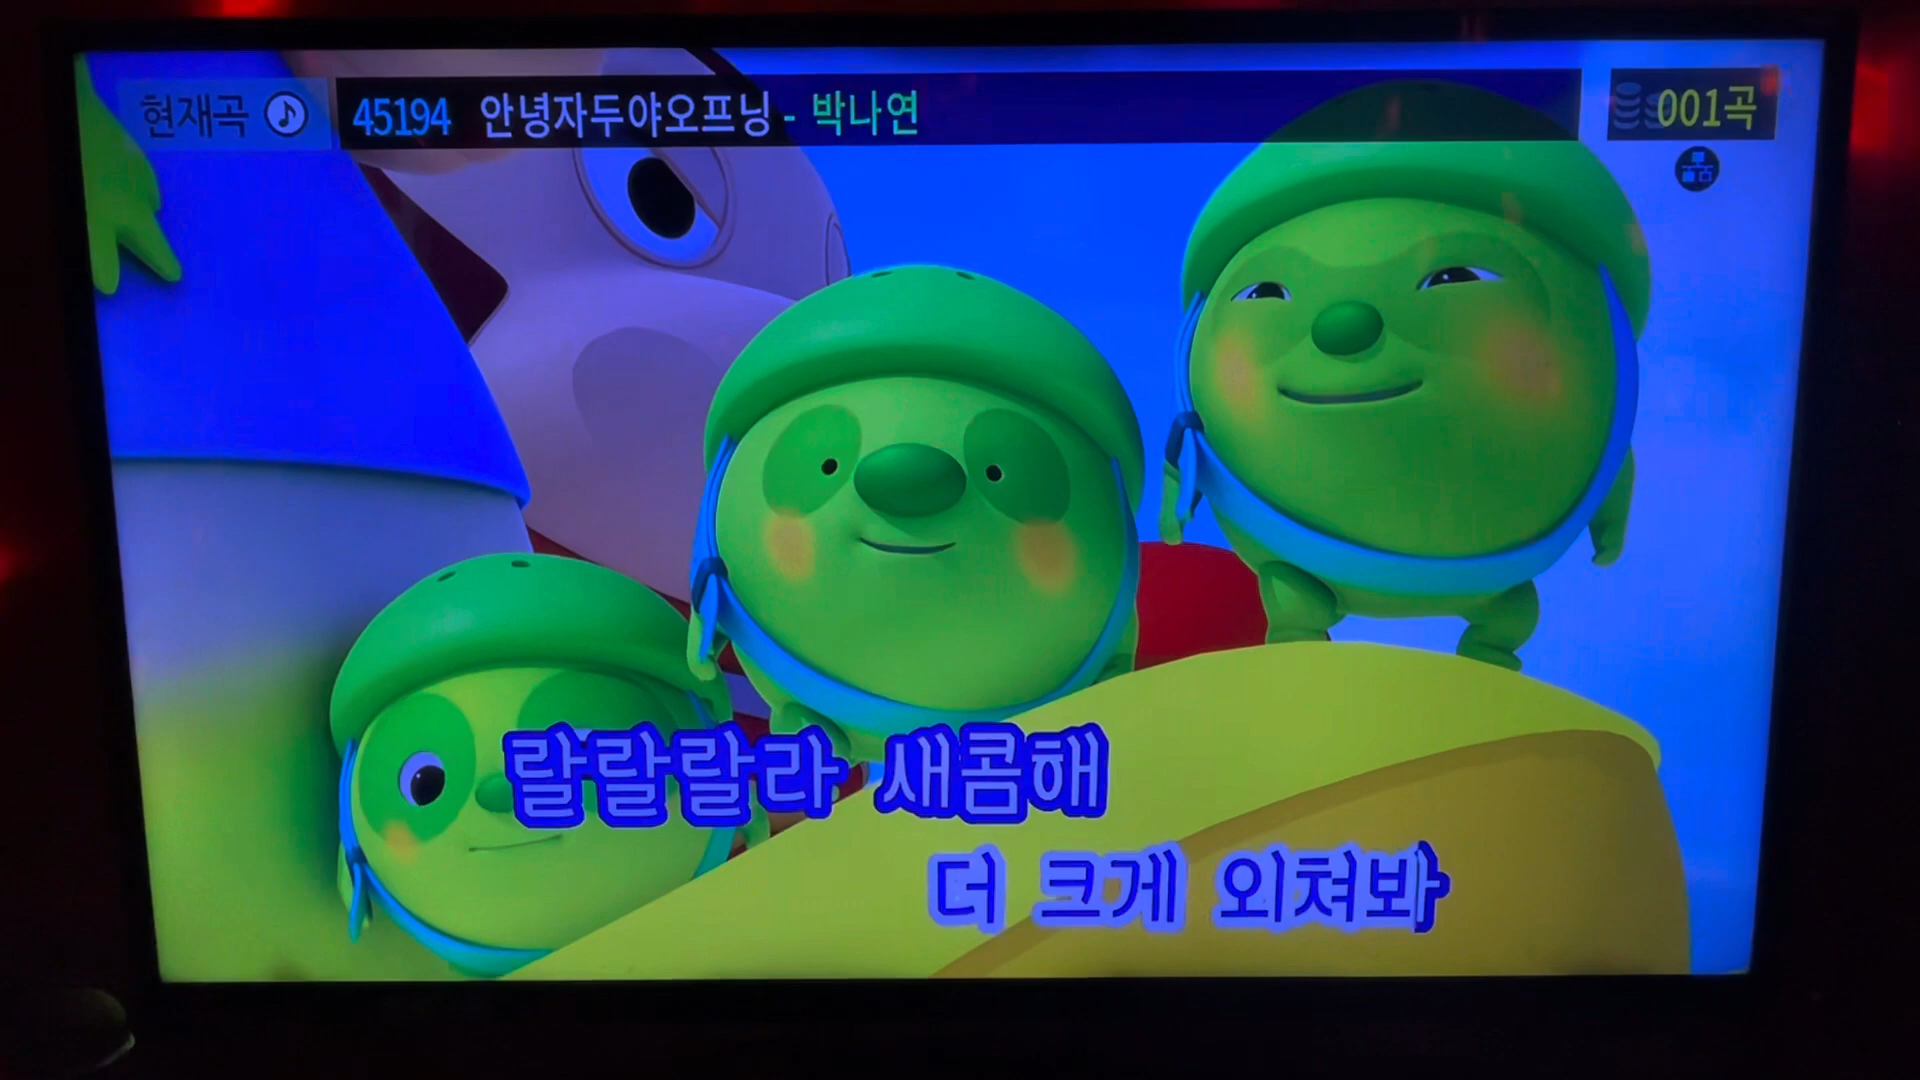 현재곡
45194 안녕자두야오프닝 - 박나연
001곡
랄랄랄라 새콤해
더 크게 외쳐봐